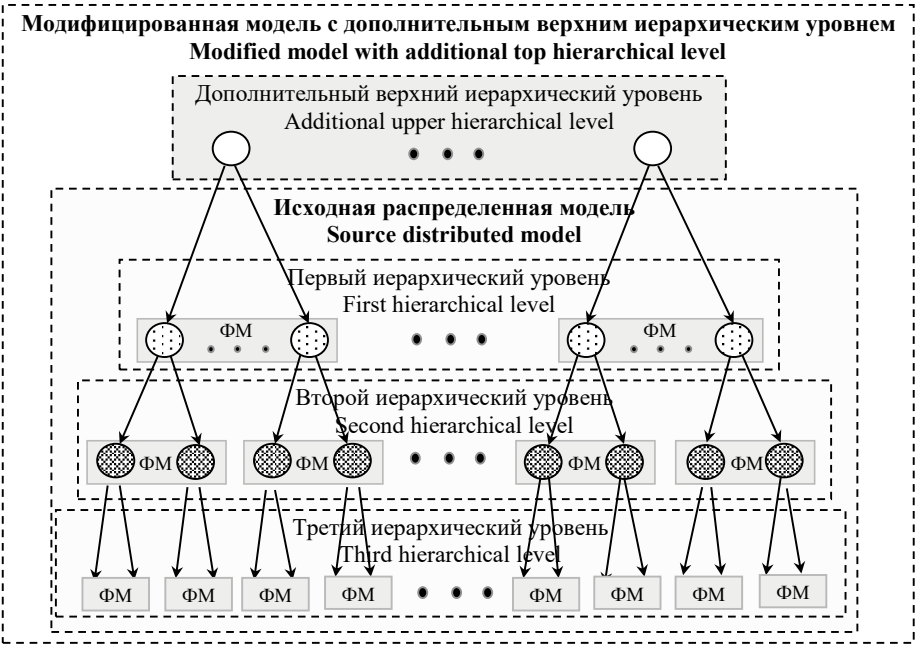 Модифицированная модель с дополнительным верхним иерархическим уровнем
Modified model with additional top hierarchical level
Дополнительный верхний иерархический уровень
Additional upper hierarchical level
Исходная распределенная модель
Source distributed model
Первый иерархический уровень
First hierarchical level
ФМ ФМ
Второй иерархический уровень
Second hierarchical level
ФМ ФМ ФМ ФМ
Третий иерархический уровень
Third hierarchical level
ФМ ФМ ФМ ФМ ФМ ФМ ФМ ФМ